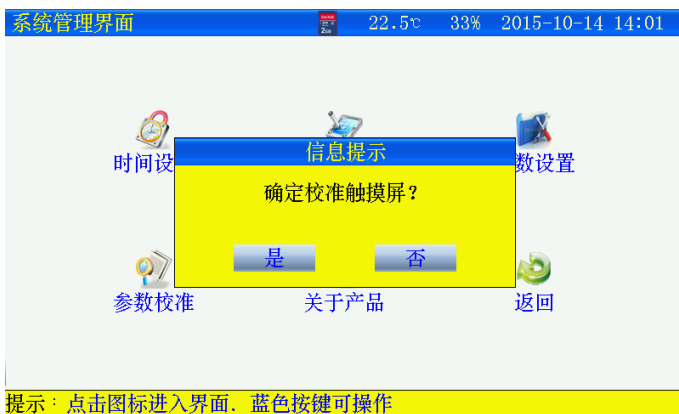 系统管理界面 22.5℃ 33% 2015-10-14 14:01
信息提示
时间设 数设置
确定校准触摸屏？
是 否
参数校准 关于产品 返回
提示：点击图标进入界面．蓝色按键可操作